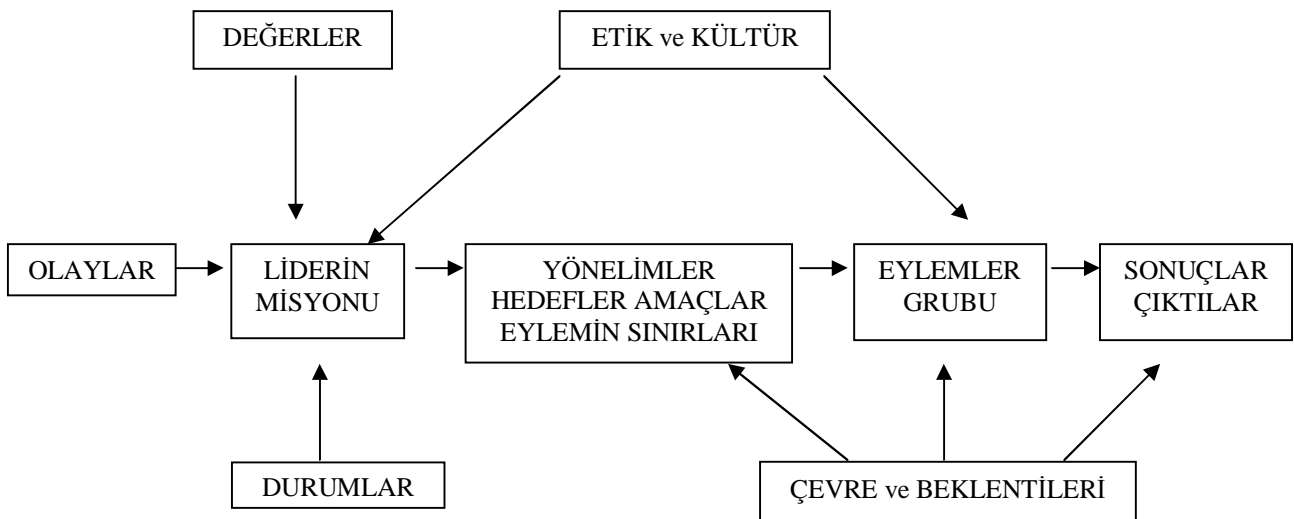 DEĞERLER
ETİK ve KÜLTÜR
OLAYLAR
LİDERİN
MİSYONU
YÖNELİMLER
HEDEFLER AMAÇLAR
EYLEMİN SINIRLARI
EYLEMLER
GRUBU
SONUÇLAR
ÇIKTILAR
DURUMLAR
ÇEVRE ve BEKLENTİLERİ